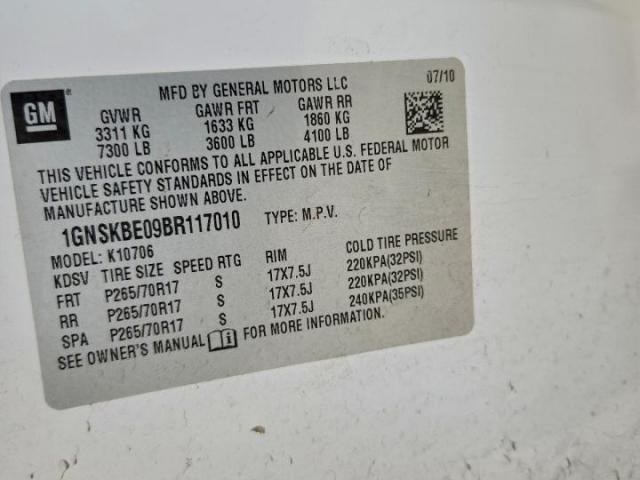 MFD BY GENERAL MOTORS LLC 07/10
GM ®
GVWR GAWR FRT GAWR RR
3311 KG 1633 KG 1860 KG
7300 LB 3600 LB 4100 LB
THIS VEHICLE CONFORMS TO ALL APPLICABLE U.S. FEDERAL MOTOR
VEHICLE SAFETY STANDARDS IN EFFECT ON THE DATE OF
MANUFACTURE SHOWN ABOVE.
1GNSKBE09BR117010 TYPE: M.P.V.
MODEL: K10706
KDSV TIRE SIZE SPEED RTG RIM COLD TIRE PRESSURE
FRT P265/70R17 S 17X7.5J 220KPA(32PSI)
RR P265/70R17 S 17X7.5J 220KPA(32PSI)
SPA P265/70R17 S 17X7.5J 240KPA(35PSI)
SEE OWNER'S MANUAL FOR MORE INFORMATION.